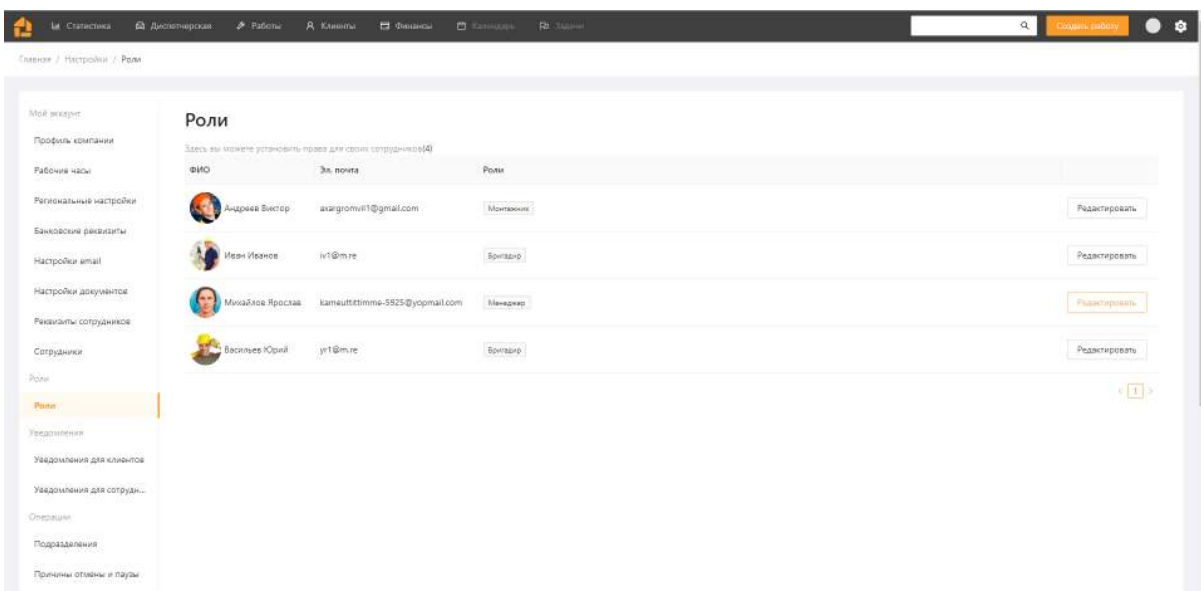 Статистика Диспетчерская Работы Клиенты Финансы Календарь Задачи Создать работу
Главная / Настройки / Роли
Мой аккаунт
Профиль компании
Рабочие часы
Региональные настройки
Банковские реквизиты
Настройки email
Настройки документов
Реквизиты сотрудников
Сотрудники
Роли
Роли
Уведомления
Уведомления для клиентов
Уведомления для сотрудн...
Операции
Подразделения
Причины отмены и паузы
Роли
Здесь вы можете установить права для своих сотрудников(4)
ФИО Эл. почта Роли
Андреев Виктор axargromvill1@gmail.com Монтажник Редактировать
Иван Иванов iv1@m.re Бригадир Редактировать
Михайлов Ярослав kameuttittimme-5925@yopmail.com Менеджер Редактировать
Васильев Юрий yr1@m.re Бригадир Редактировать
< 1 >